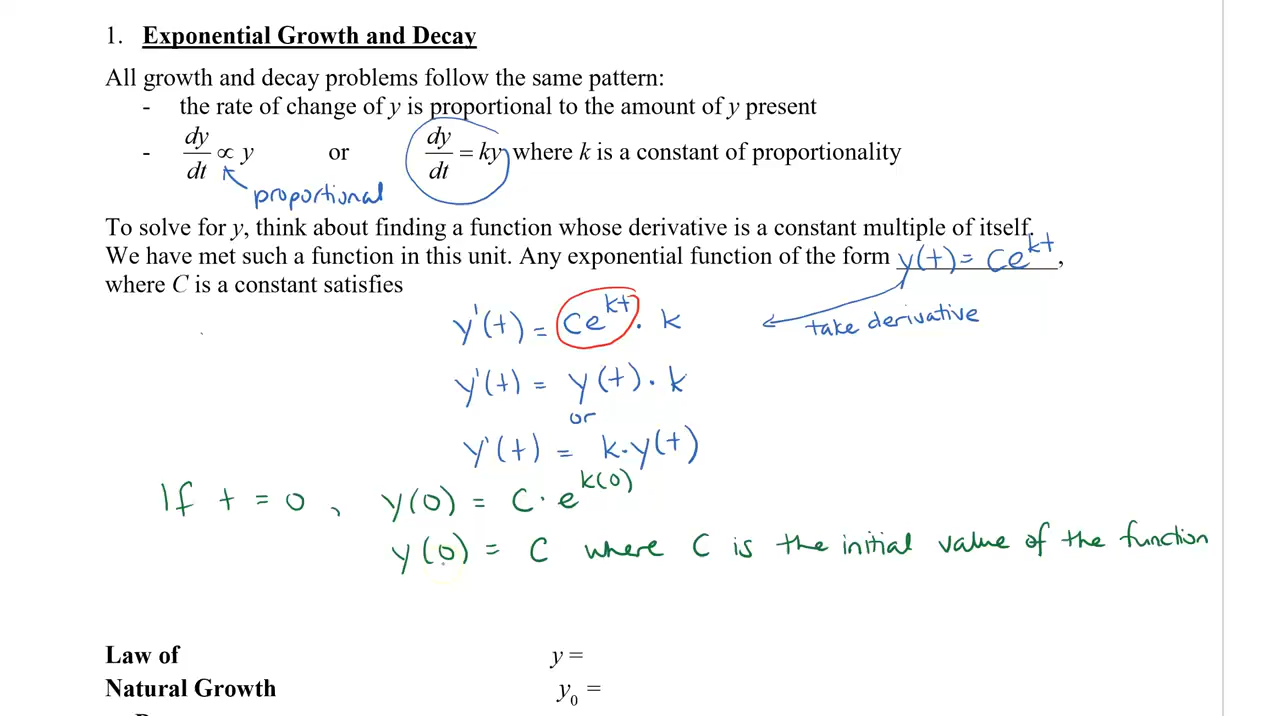 1. Exponential Growth and Decay
All growth and decay problems follow the same pattern:
- the rate of change of y is proportional to the amount of y present
- dy/dt ∝ y or dy/dt = ky where k is a constant of proportionality
proportional
To solve for y, think about finding a function whose derivative is a constant multiple of itself.
We have met such a function in this unit. Any exponential function of the form y(t) = Ce^kt,
where C is a constant satisfies
y'(t) = Ce^kt · k
take derivative
y'(t) = y(t) · k
or
y'(t) = k·y(t)
If t = 0, y(0) = C · e^k(0)
y(0) = C where C is the initial value of the function
Law of y =
Natural Growth y₀ =